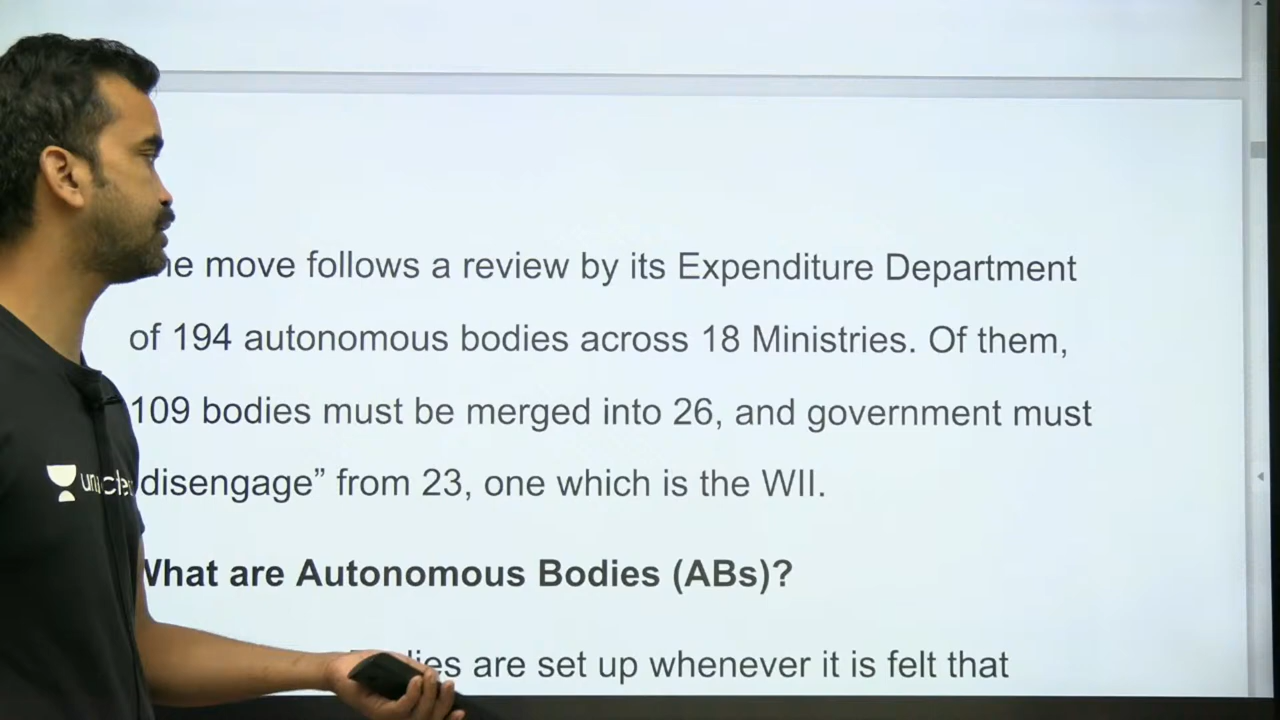 he move follows a review by its Expenditure Department
of 194 autonomous bodies across 18 Ministries. Of them,
109 bodies must be merged into 26, and government must
disengage” from 23, one which is the WII.
What are Autonomous Bodies (ABs)?
are set up whenever it is felt that